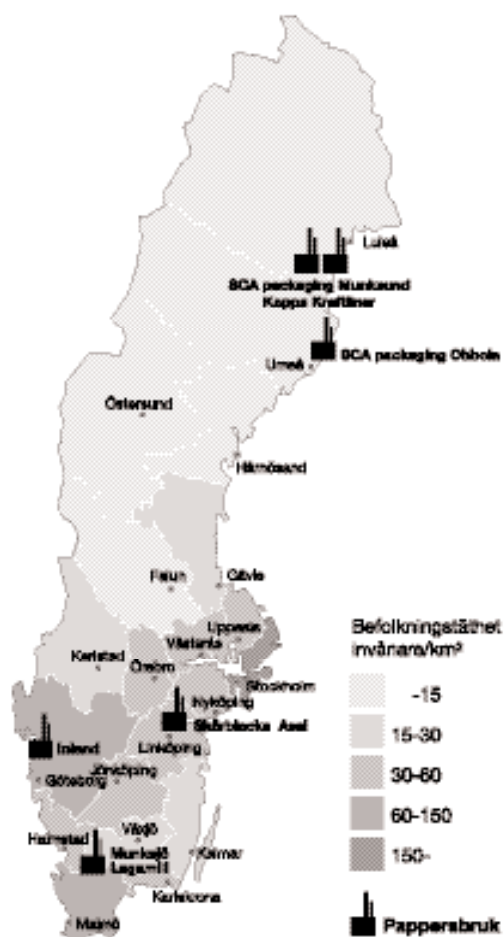 Luleå
SCA packaging Munksund
Kappa Kraftliner
SCA packaging Obbola
Umeå
Östersund
Härnösand
Falun
Gävle
Uppsala
Västerås
Karlstad
Örebro
Stockholm
Nyköping
Skärblacka Assi
Inland
Linköping
Göteborg
Jönköping
Halmstad
Växjö
Munksjö
Lagamill
Kalmar
Karlskrona
Malmö
Befolkningstäthet
invånare/km²
-15
15-30
30-60
60-150
150-
Pappersbruk